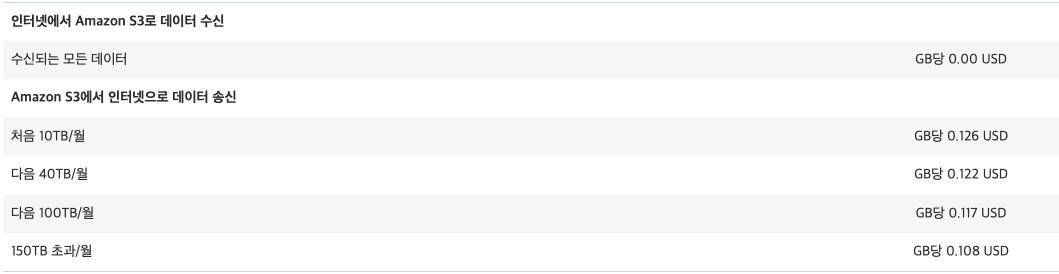 인터넷에서 Amazon S3로 데이터 수신
수신되는 모든 데이터 GB당 0.00 USD
Amazon S3에서 인터넷으로 데이터 송신
처음 10TB/월 GB당 0.126 USD
다음 40TB/월 GB당 0.122 USD
다음 100TB/월 GB당 0.117 USD
150TB 초과/월 GB당 0.108 USD